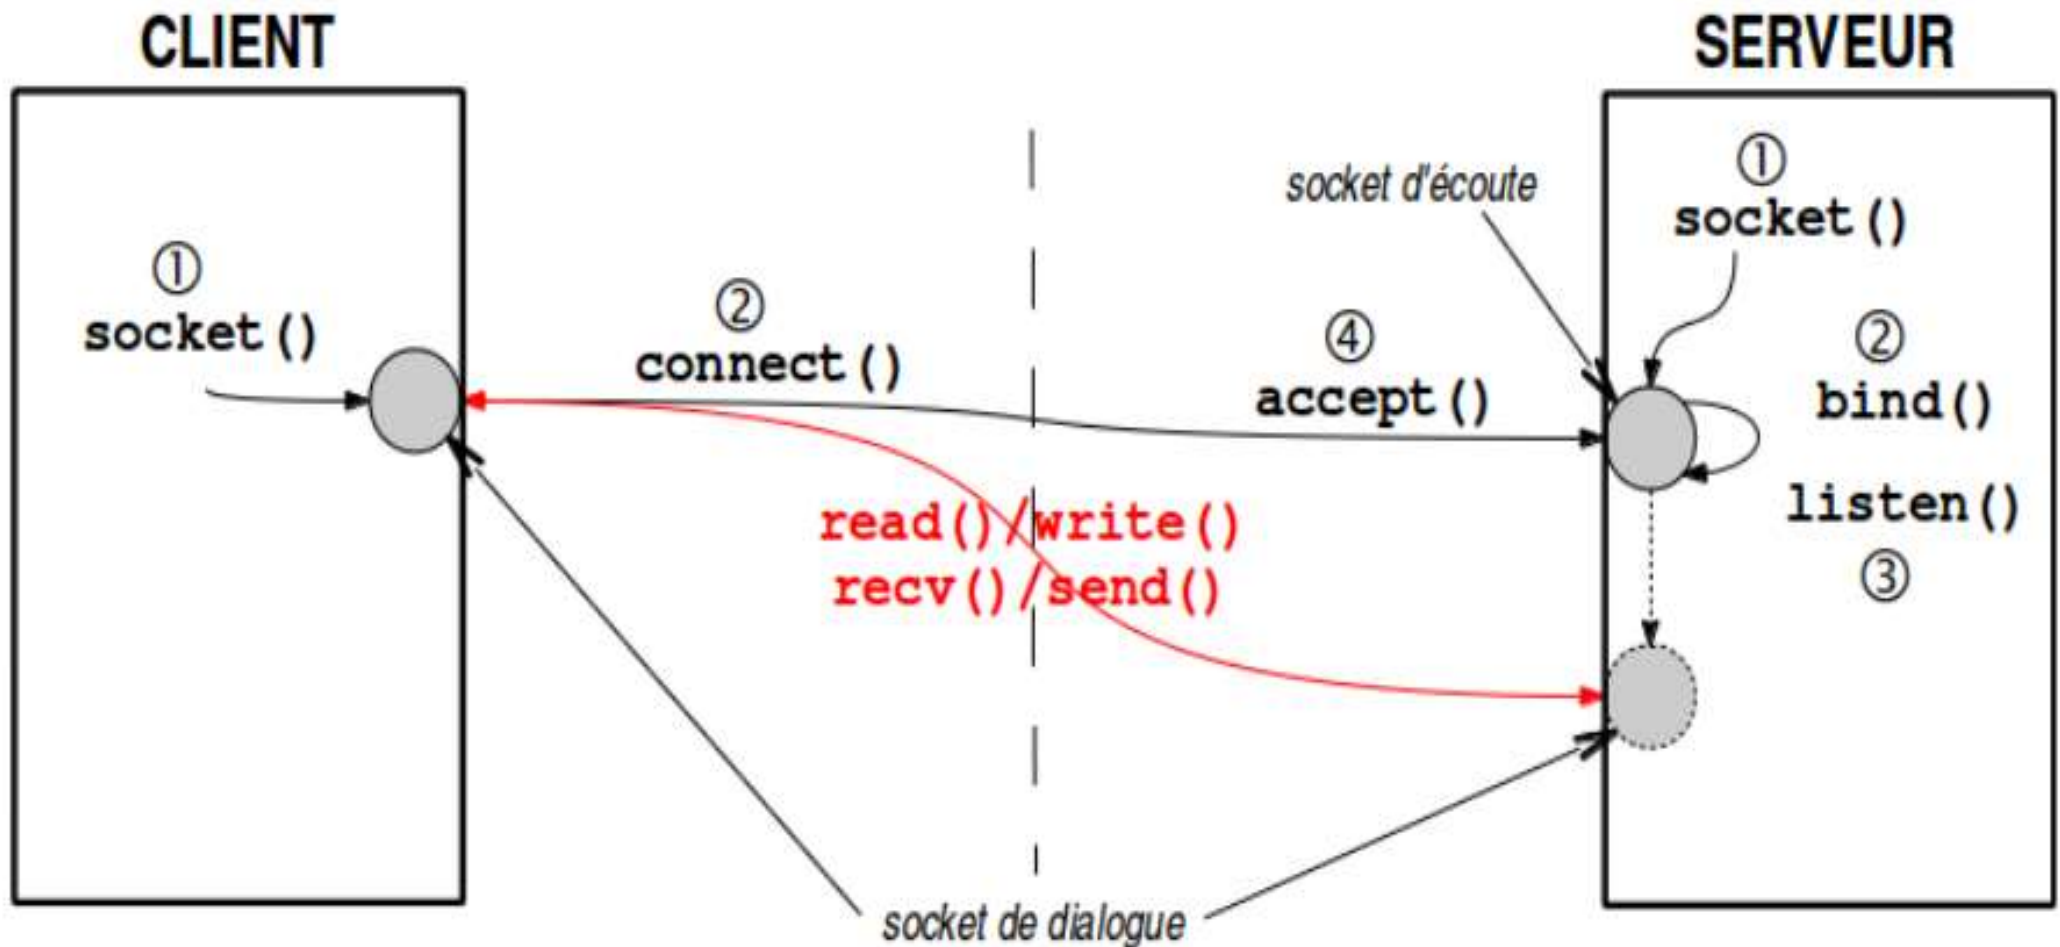 CLIENT
SERVEUR
①
socket()
②
connect()
④
accept()
socket d'écoute
①
socket()
②
bind()
listen()
③
read()/write()
recv()/send()
socket de dialogue